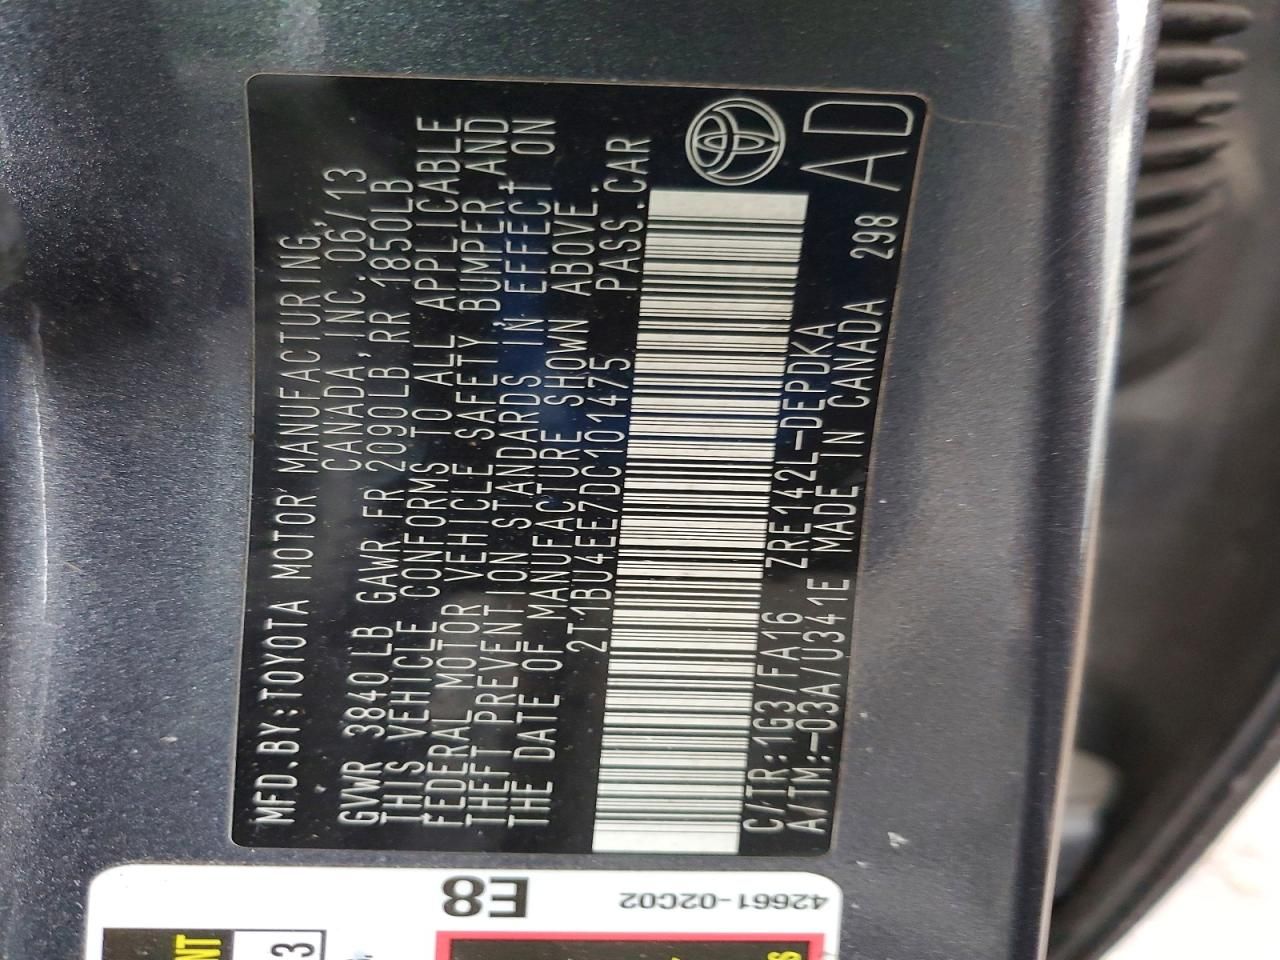 MFD.BY:TOYOTA MOTOR MANUFACTURING,
CANADA, INC. 06/13
GVWR 3840LB GAWR FR 2090LB RR 1850LB
THIS VEHICLE CONFORMS TO ALL APPLICABLE
FEDERAL MOTOR VEHICLE SAFETY, BUMPER, AND
THEFT PREVENTION STANDARDS IN EFFECT ON
THE DATE OF MANUFACTURE SHOWN ABOVE.
2T1BU4EE7DC101475 PASS.CAR
C/TR:1G3/FA16 ZRE142L-DEPDKA
A/TM:-03A/U341E MADE IN CANADA 298
AD
E8
42661-02C02
NT
3